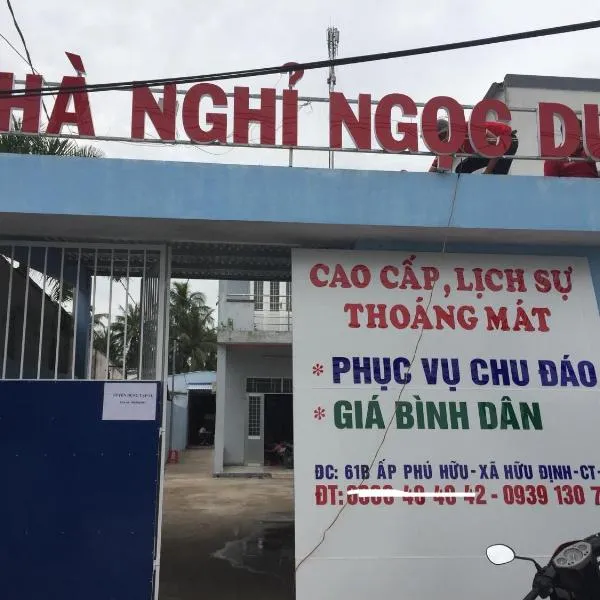 HÀ NGHỈ NGỌC DU
CAO CẤP, LỊCH SỰ
THOÁNG MÁT
* PHỤC VỤ CHU ĐÁO
* GIÁ BÌNH DÂN
ĐC: 61B ẤP PHÚ HỮU-XÃ HỮU ĐỊNH-CT-
ĐT: 40 40 42 - 0939 130 7